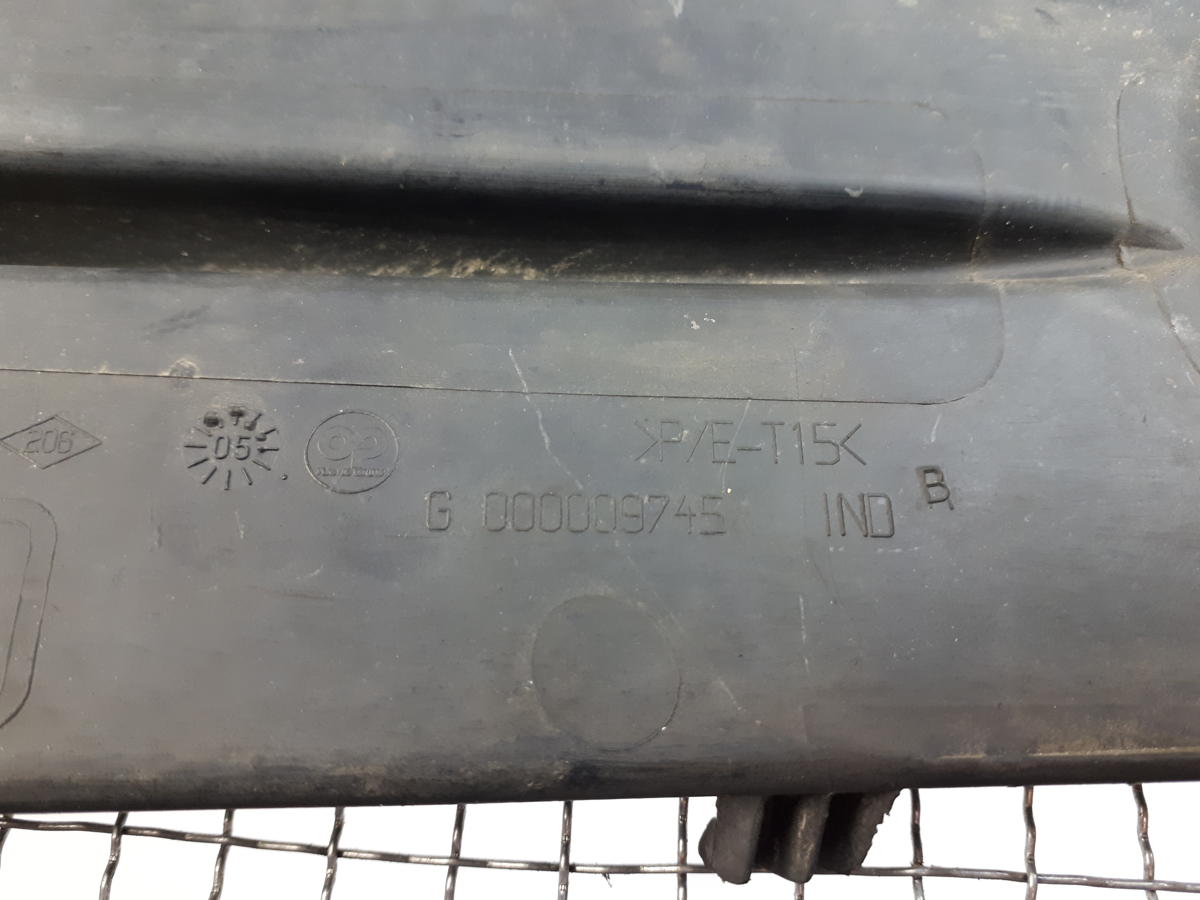 206
05
>P/E-T15<
G 000009745 IND B